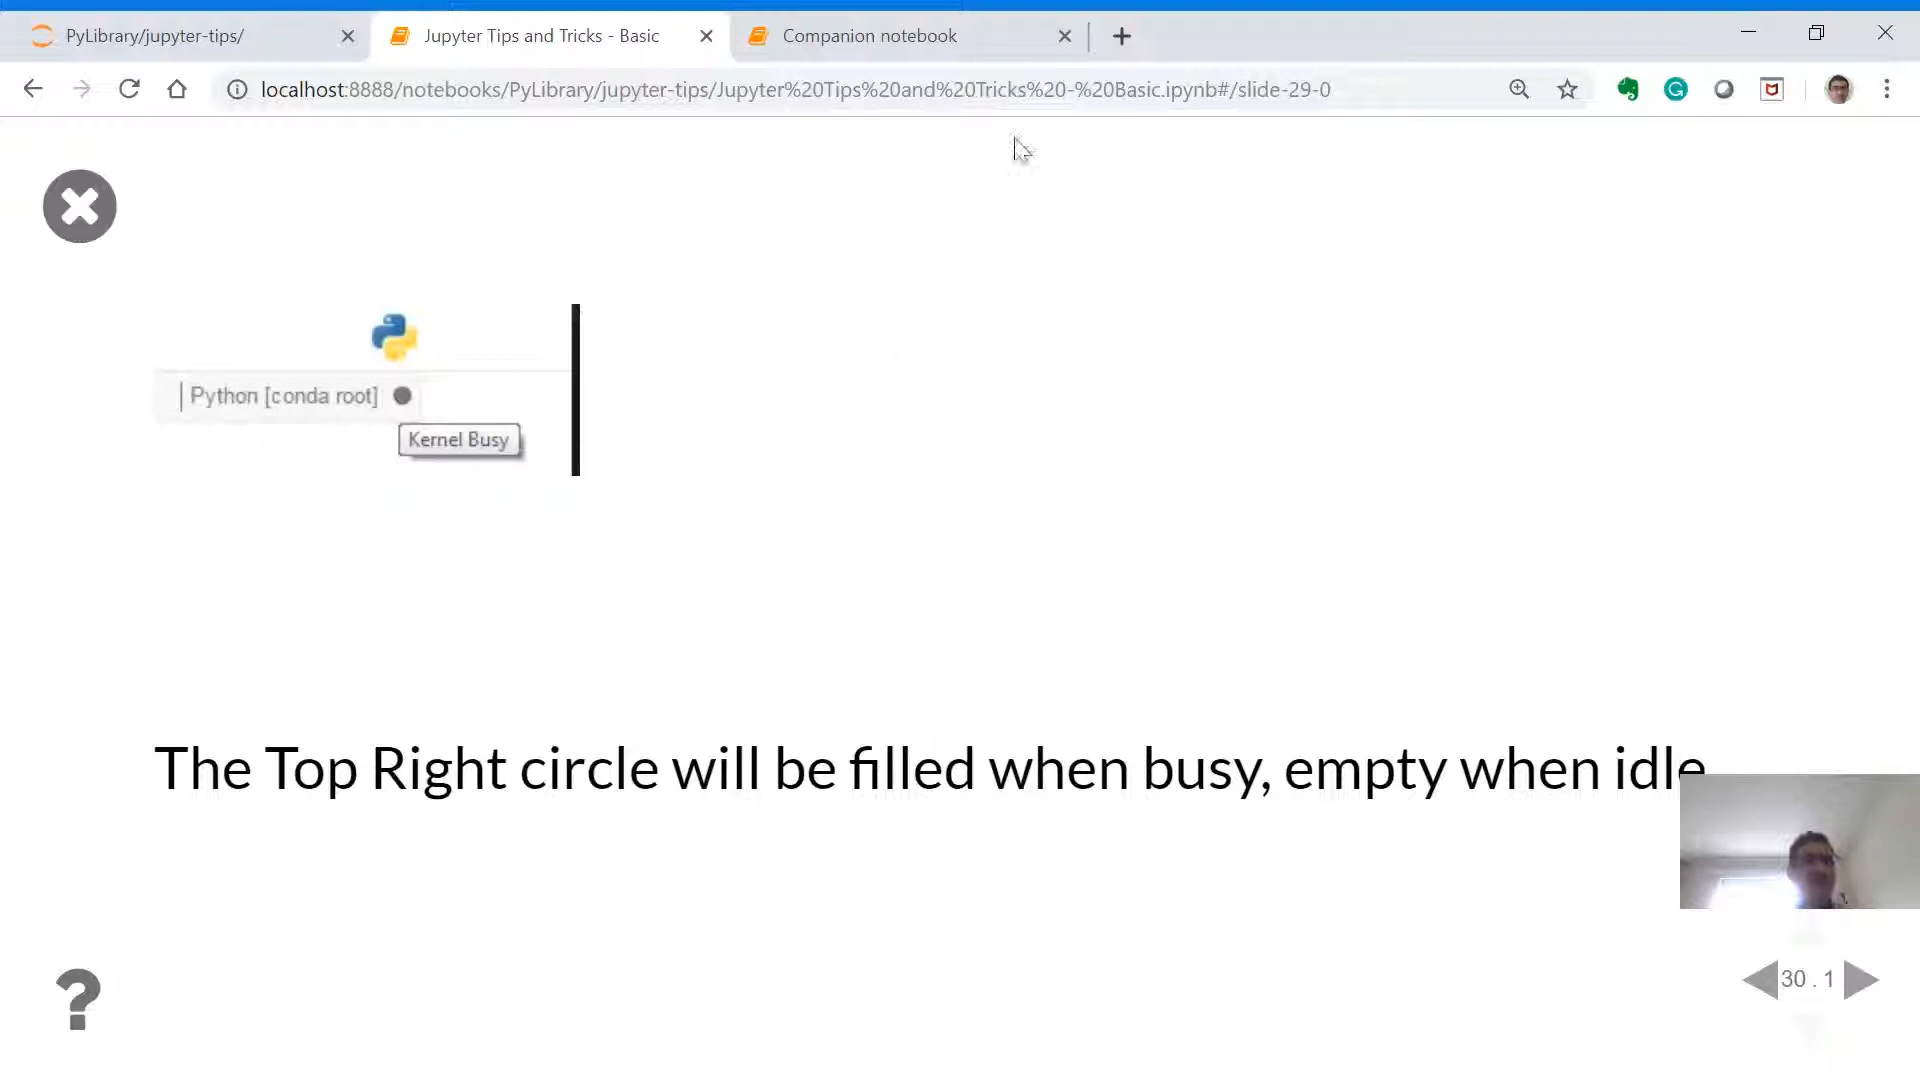 PyLibrary/jupyter-tips/
Jupyter Tips and Tricks - Basic
Companion notebook
localhost:8888/notebooks/PyLibrary/jupyter-tips/Jupyter%20Tips%20and%20Tricks%20-%20Basic.ipynb#/slide-29-0
Python [conda root]
Kernel Busy
The Top Right circle will be filled when busy, empty when idle
?
30 . 1